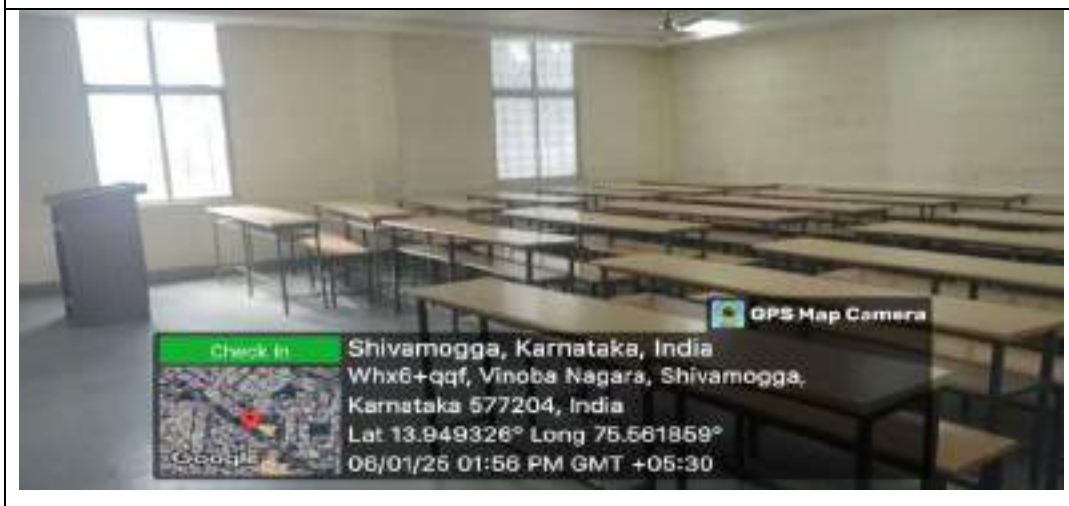 GPS Map Camera
Check In
Shivamogga, Karnataka, India
Whx6+qqf, Vinoba Nagara, Shivamogga,
Karnataka 577204, India
Lat 13.949326° Long 75.561859°
06/01/25 01:56 PM GMT +05:30
Google